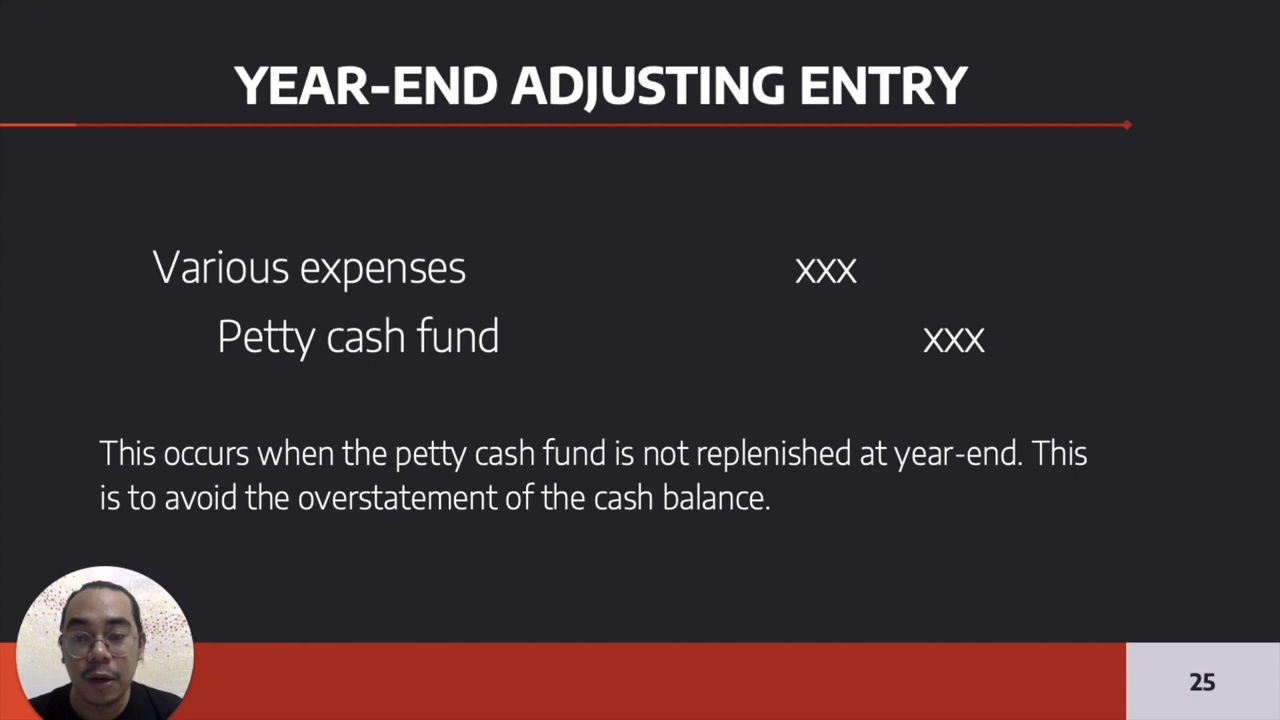 YEAR-END ADJUSTING ENTRY
Various expenses xxx
Petty cash fund xxx
This occurs when the petty cash fund is not replenished at year-end. This
is to avoid the overstatement of the cash balance.
25